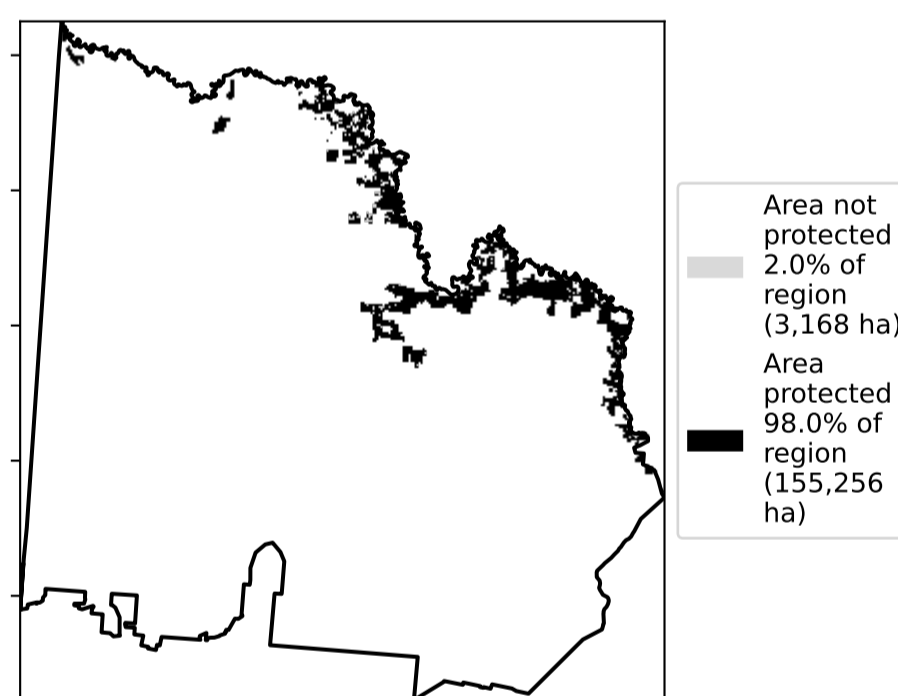 Area not
protected
2.0% of
region
(3,168 ha)
Area
protected
98.0% of
region
(155,256
ha)